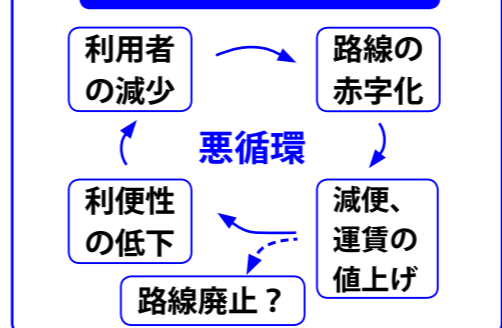 利用者
の減少
路線の
赤字化
悪循環
利便性
の低下
減便、
運賃の
値上げ
路線廃止？